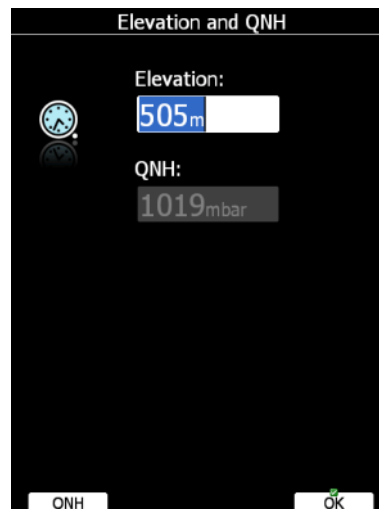 Elevation and QNH
Elevation:
505m
QNH:
1019mbar
QNH
OK